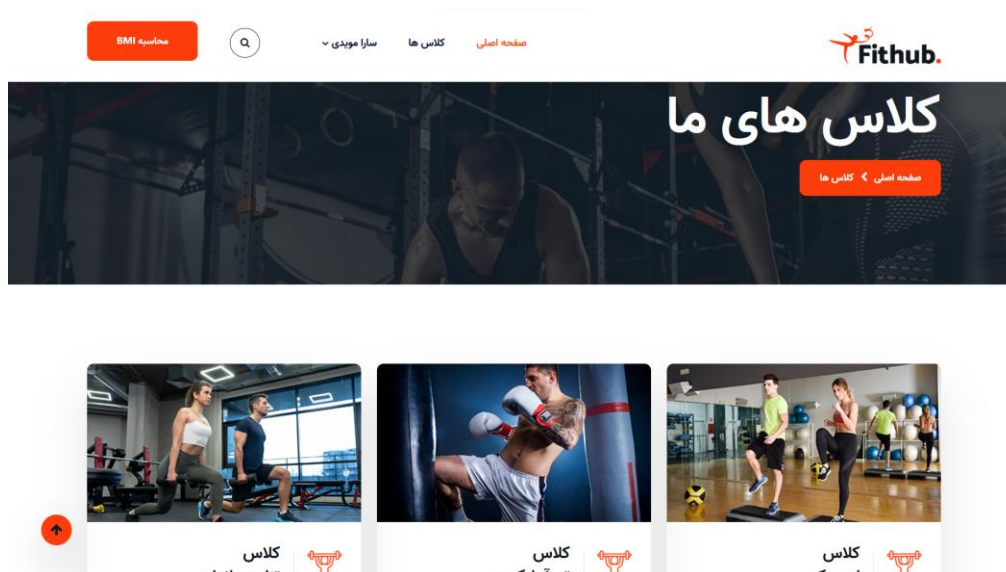 Fithub.
صفحه اصلی
کلاس ها
سارا مویدی
محاسبه BMI
کلاس های ما
صفحه اصلی
کلاس ها
کلاس
کلاس
کلاس